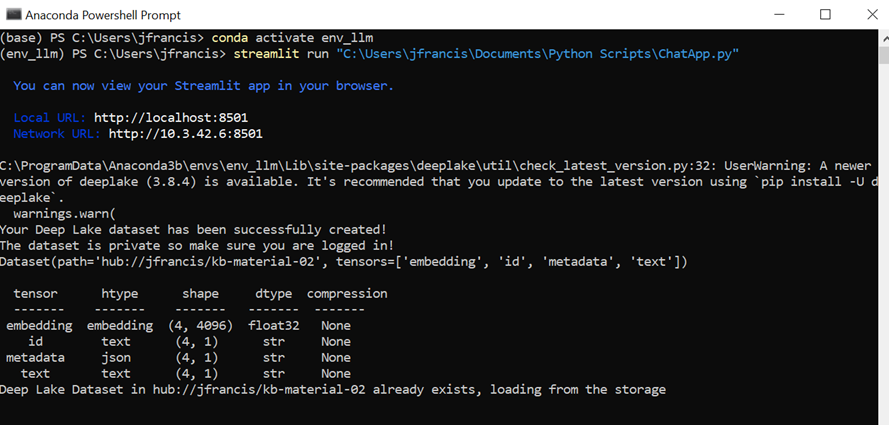 Anaconda Powershell Prompt
(base) PS C:\Users\jfrancis> conda activate env_llm
(env_llm) PS C:\Users\jfrancis> streamlit run "C:\Users\jfrancis\Documents\Python Scripts\ChatApp.py"
You can now view your Streamlit app in your browser.
Local URL: http://localhost:8501
Network URL: http://10.3.42.6:8501
C:\ProgramData\Anaconda3b\envs\env_llm\Lib\site-packages\deeplake\util\check_latest_version.py:32: UserWarning: A newer
version of deeplake (3.8.4) is available. It's recommended that you update to the latest version using `pip install -U d
eeplake`.
warnings.warn(
Your Deep Lake dataset has been successfully created!
The dataset is private so make sure you are logged in!
Dataset(path='hub://jfrancis/kb-material-02', tensors=['embedding', 'id', 'metadata', 'text'])
tensor htype shape dtype compression
------- ------- ------- ------- -------
embedding embedding (4, 4096) float32 None
id text (4, 1) str None
metadata json (4, 1) str None
text text (4, 1) str None
Deep Lake Dataset in hub://jfrancis/kb-material-02 already exists, loading from the storage